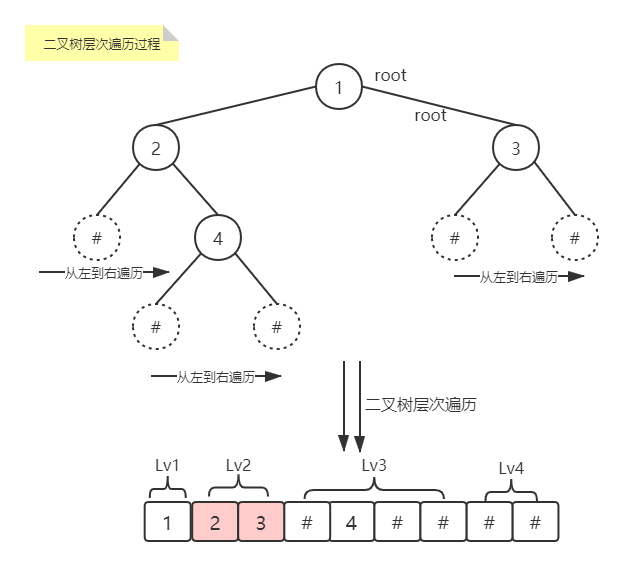 二叉树层次遍历过程
1 root
root
2 3
# 4 # #
从左到右遍历 从左到右遍历
# #
从左到右遍历
二叉树层次遍历
Lv1 Lv2 Lv3 Lv4
1 2 3 # 4 # # # #